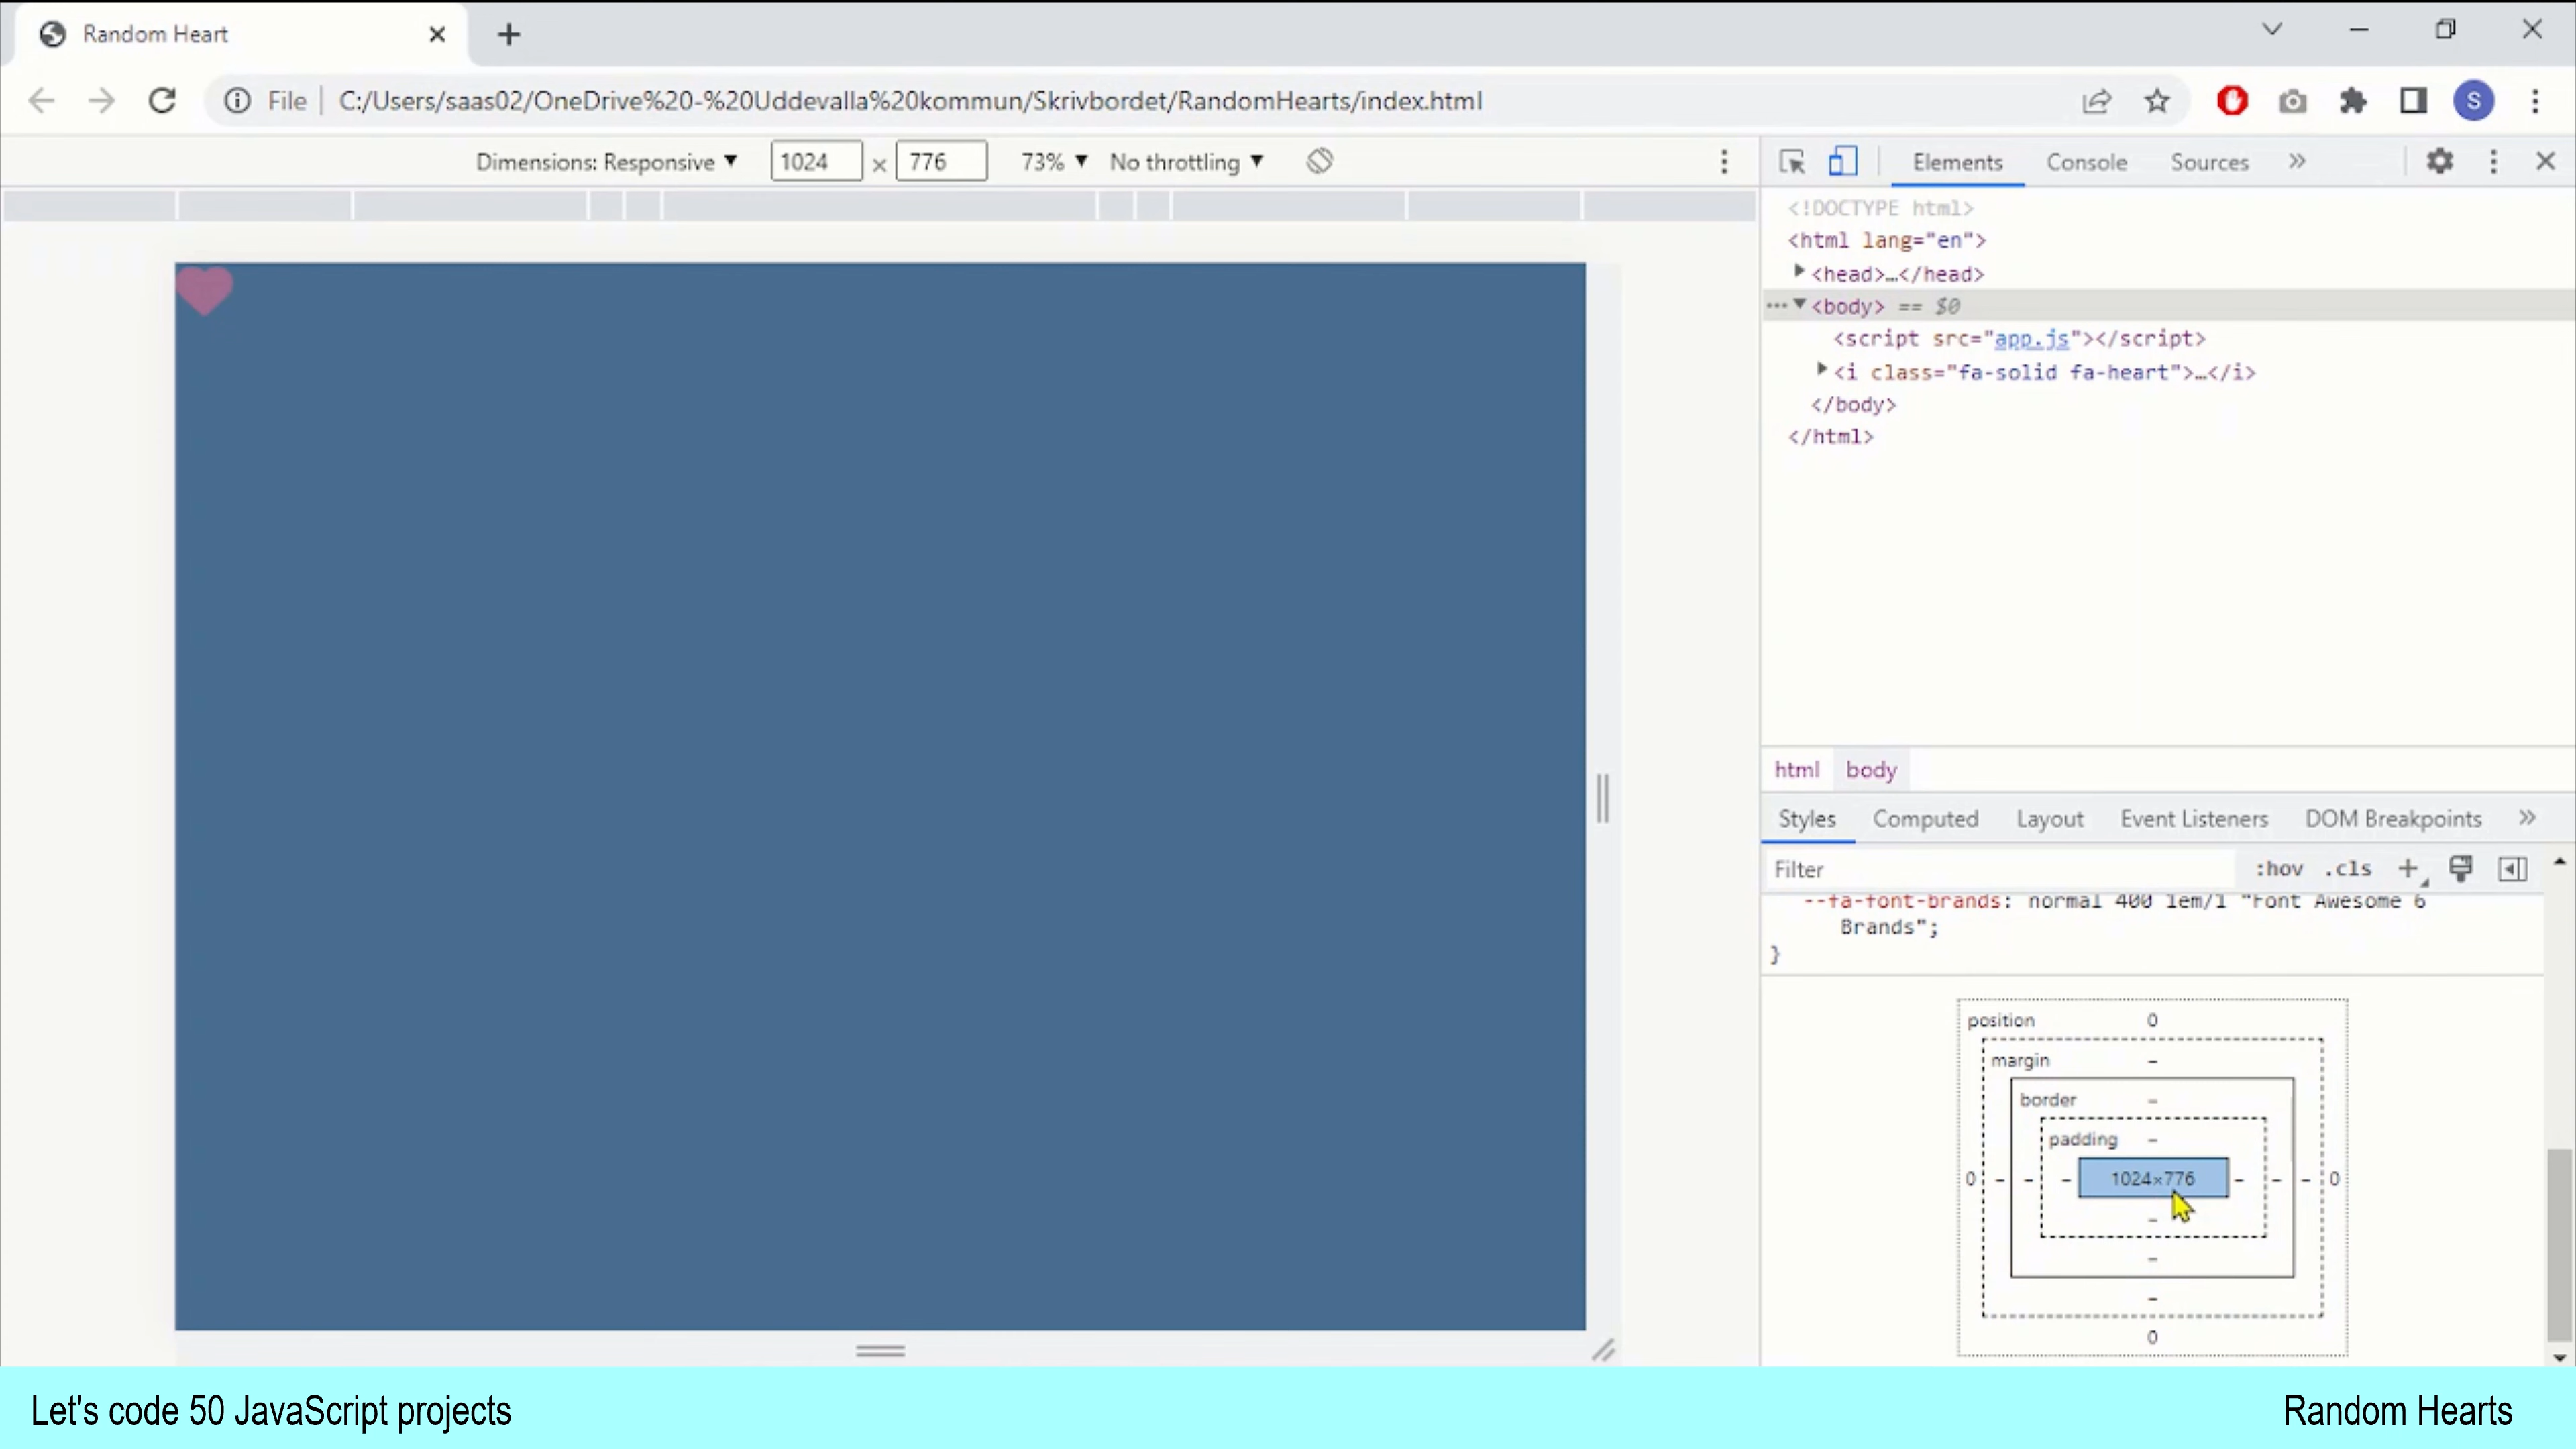 Random Heart
File C:/Users/saas02/OneDrive%20-%20Uddevalla%20kommun/Skrivbordet/RandomHearts/index.html
S
Dimensions: Responsive 1024 × 776 73% No throttling
Elements Console Sources
<!DOCTYPE html>
<html lang="en">
<head>…</head>
<body> == $0
<script src="app.js"></script>
<i class="fa-solid fa-heart">…</i>
</body>
</html>
html body
Styles Computed Layout Event Listeners DOM Breakpoints
Filter :hov .cls
--fa-font-brands: normal 400 1em/1 "Font Awesome 6
Brands";
}
position 0
margin –
border –
padding –
0 – – – 1024×776 – – – 0
–
–
–
0
Let's code 50 JavaScript projects
Random Hearts